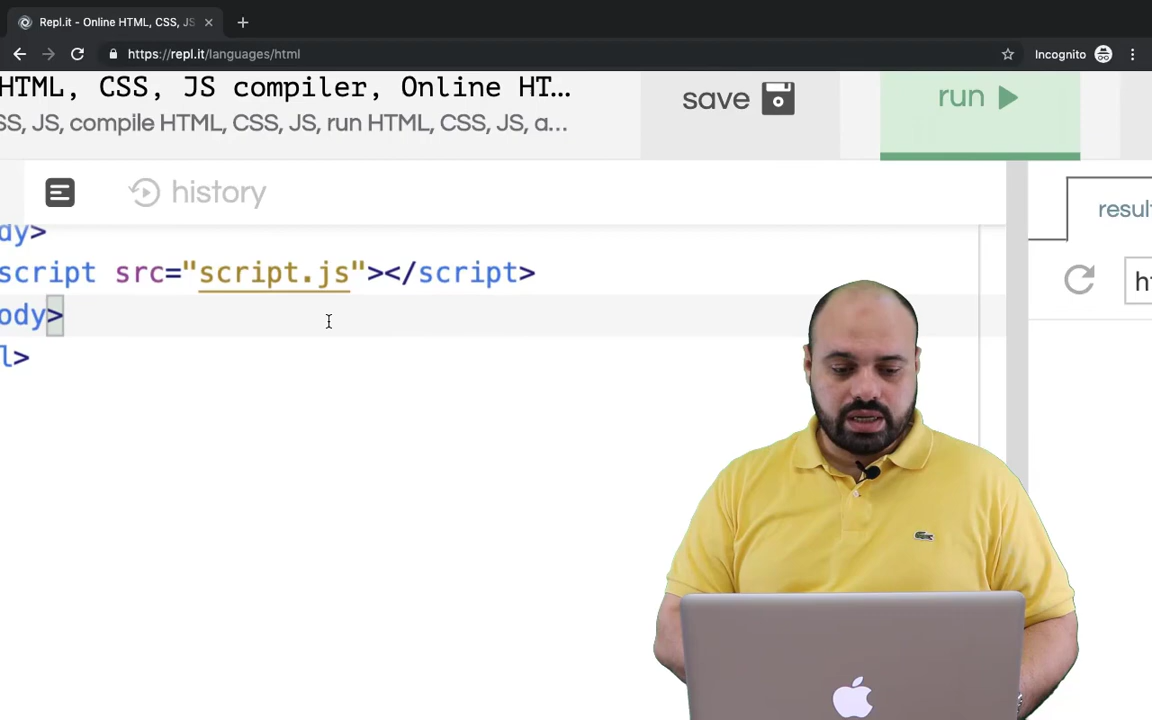 Repl.it - Online HTML, CSS, JS
https://repl.it/languages/html
Incognito
HTML, CSS, JS compiler, Online HT...
SS, JS, compile HTML, CSS, JS, run HTML, CSS, JS, a...
save
run
history
resul
dy>
script src="script.js"></script>
ody>
l>
h